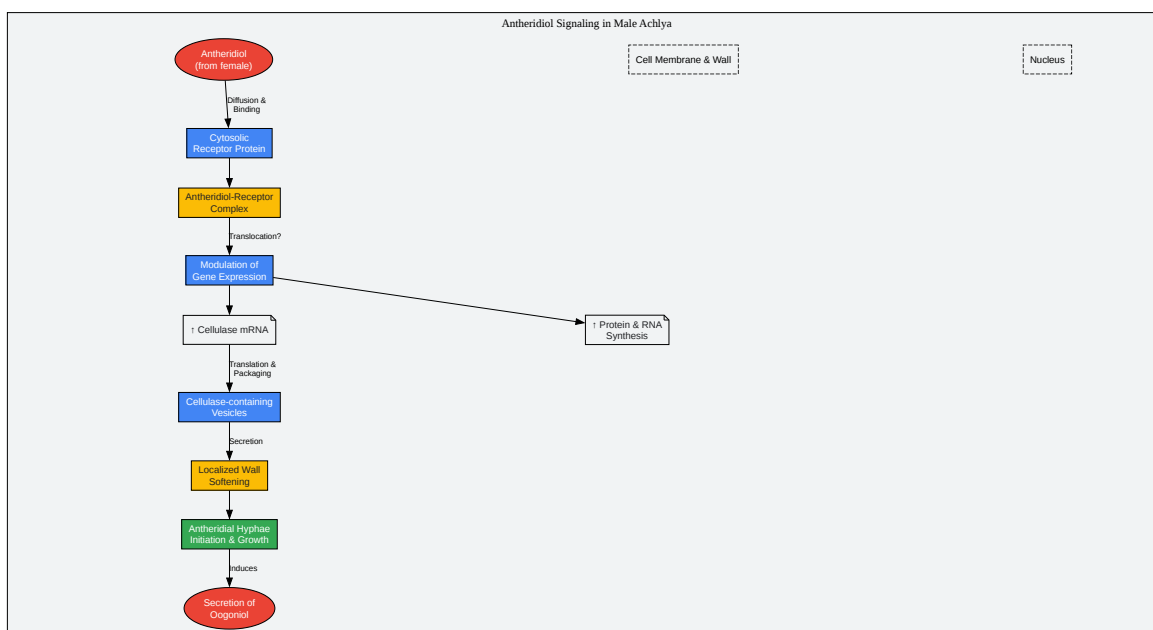 Antheridiol Signaling in Male Achlya
Antheridiol
(from female)
Cell Membrane & Wall
Nucleus
Diffusion &
Binding
Cytosolic
Receptor Protein
Antheridiol-Receptor
Complex
Translocation?
Modulation of
Gene Expression
↑ Cellulase mRNA
↑ Protein & RNA
Synthesis
Translation &
Packaging
Cellulase-containing
Vesicles
Secretion
Localized Wall
Softening
Antheridial Hyphae
Initiation & Growth
Induces
Secretion of
Oogoniol